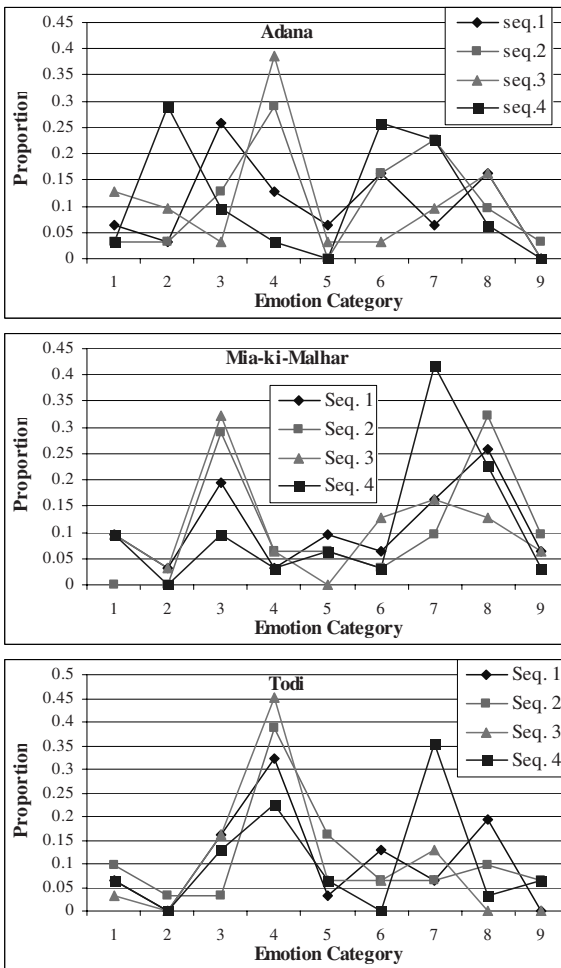 Adana
0.45
0.4
0.35
0.3
0.25
0.2
0.15
0.1
0.05
0
Proportion
seq.1
seq.2
seq.3
seq.4
1 2 3 4 5 6 7 8 9
Emotion Category
Mia-ki-Malhar
0.45
0.4
0.35
0.3
0.25
0.2
0.15
0.1
0.05
0
Proportion
Seq. 1
Seq. 2
Seq. 3
Seq. 4
1 2 3 4 5 6 7 8 9
Emotion Category
Todi
0.5
0.45
0.4
0.35
0.3
0.25
0.2
0.15
0.1
0.05
0
Proportion
Seq. 1
Seq. 2
Seq. 3
Seq. 4
1 2 3 4 5 6 7 8 9
Emotion Category